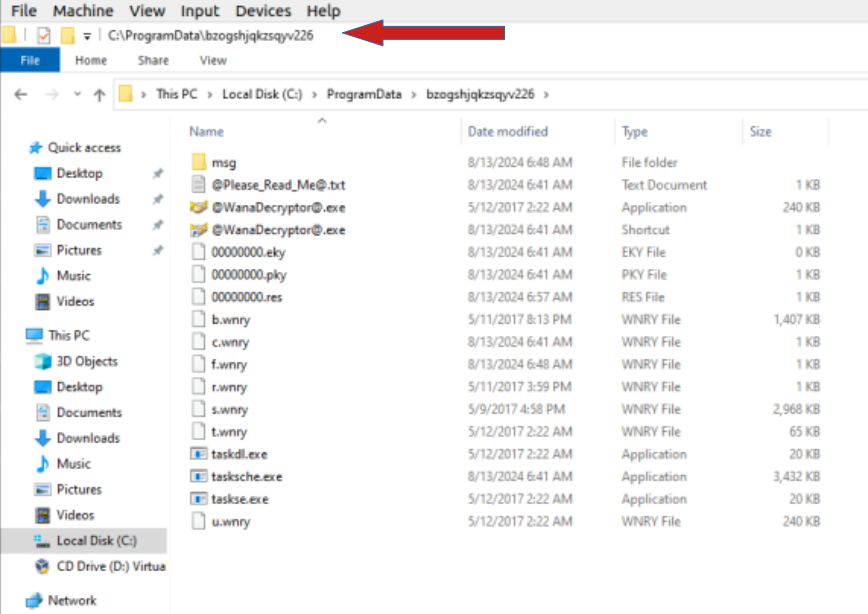 File Machine View Input Devices Help
C:\ProgramData\bzogshjqkzsqyv226
File Home Share View
This PC Local Disk (C:) ProgramData bzogshjqkzsqyv226
Name Date modified Type Size
Quick access
Desktop
Downloads
Documents
Pictures
Music
Videos
This PC
3D Objects
Desktop
Documents
Downloads
Music
Pictures
Videos
Local Disk (C:)
CD Drive (D:) Virtua
Network
msg 8/13/2024 6:48 AM File folder
@Please_Read_Me@.txt 8/13/2024 6:41 AM Text Document 1 KB
@WanaDecryptor@.exe 5/12/2017 2:22 AM Application 240 KB
@WanaDecryptor@.exe 8/13/2024 6:41 AM Shortcut 1 KB
00000000.eky 8/13/2024 6:41 AM EKY File 0 KB
00000000.pky 8/13/2024 6:41 AM PKY File 1 KB
00000000.res 8/13/2024 6:57 AM RES File 1 KB
b.wnry 5/11/2017 8:13 PM WNRY File 1,407 KB
c.wnry 8/13/2024 6:41 AM WNRY File 1 KB
f.wnry 8/13/2024 6:48 AM WNRY File 1 KB
r.wnry 5/11/2017 3:59 PM WNRY File 1 KB
s.wnry 5/9/2017 4:58 PM WNRY File 2,968 KB
t.wnry 5/12/2017 2:22 AM WNRY File 65 KB
taskdl.exe 5/12/2017 2:22 AM Application 20 KB
tasksche.exe 8/13/2024 6:41 AM Application 3,432 KB
taskse.exe 5/12/2017 2:22 AM Application 20 KB
u.wnry 5/12/2017 2:22 AM WNRY File 240 KB